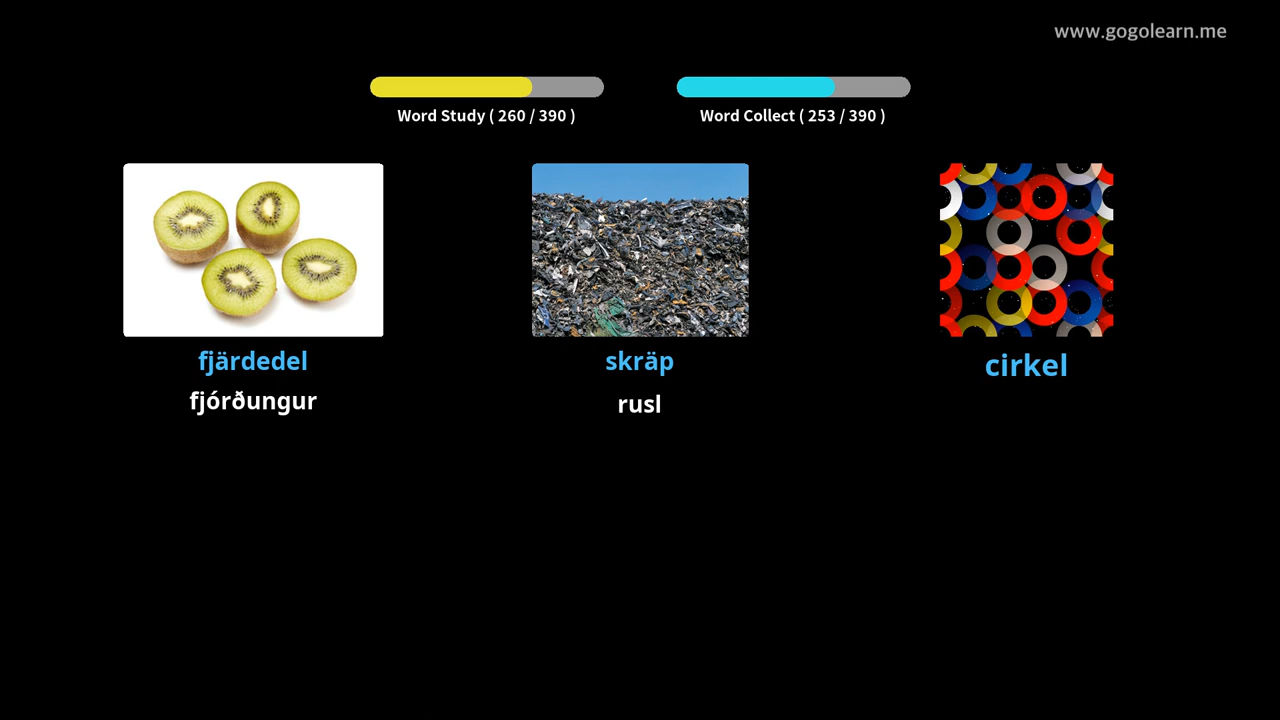 www.gogolearn.me
Word Study ( 260 / 390 )
Word Collect ( 253 / 390 )
fjärdedel
fjórðungur
skräp
rusl
cirkel